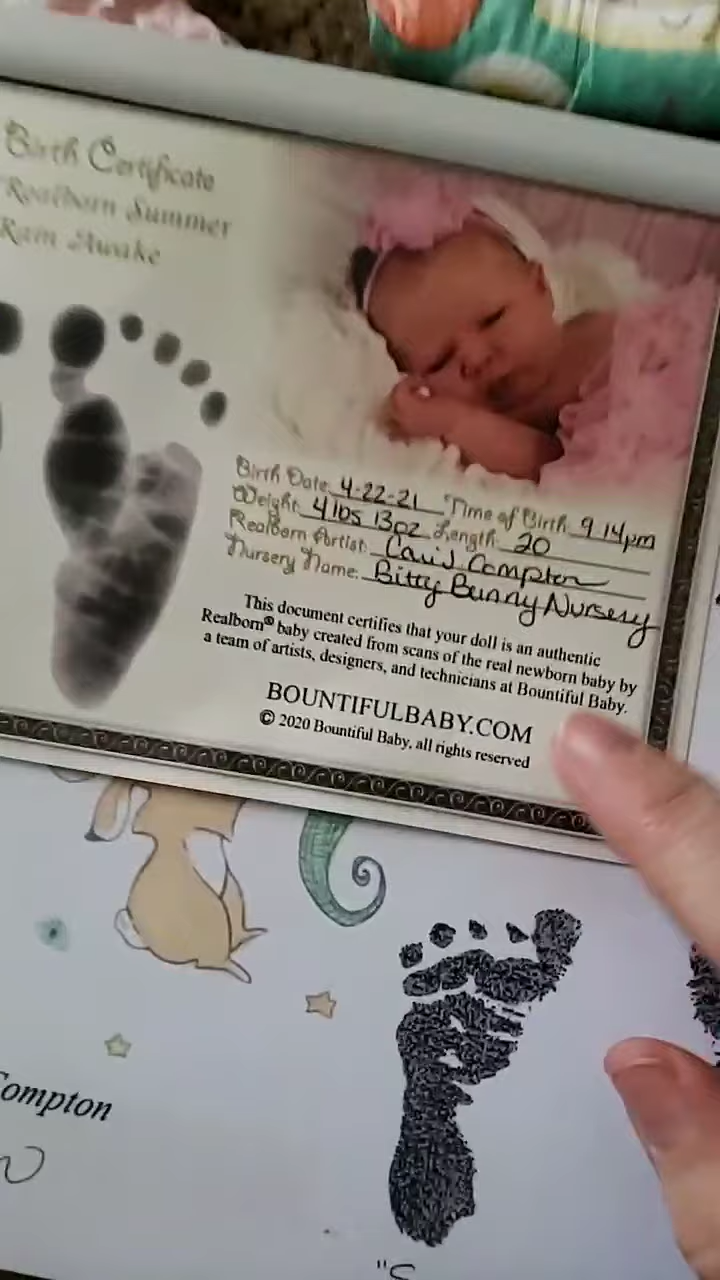 Birth Certificate
Realborn Summer
Rain Awake
Birth Date 4-22-21 Time of Birth 9:14pm
Weight 4lbs 13oz Length 20
Realborn Artist Compton
Nursery Name: Bitty Bunny Nursery
This document certifies that your doll is an authentic
Realborn® baby created from scans of the real newborn baby by
a team of artists, designers, and technicians at Bountiful Baby.
BOUNTIFULBABY.COM
© 2020 Bountiful Baby, all rights reserved
Compton